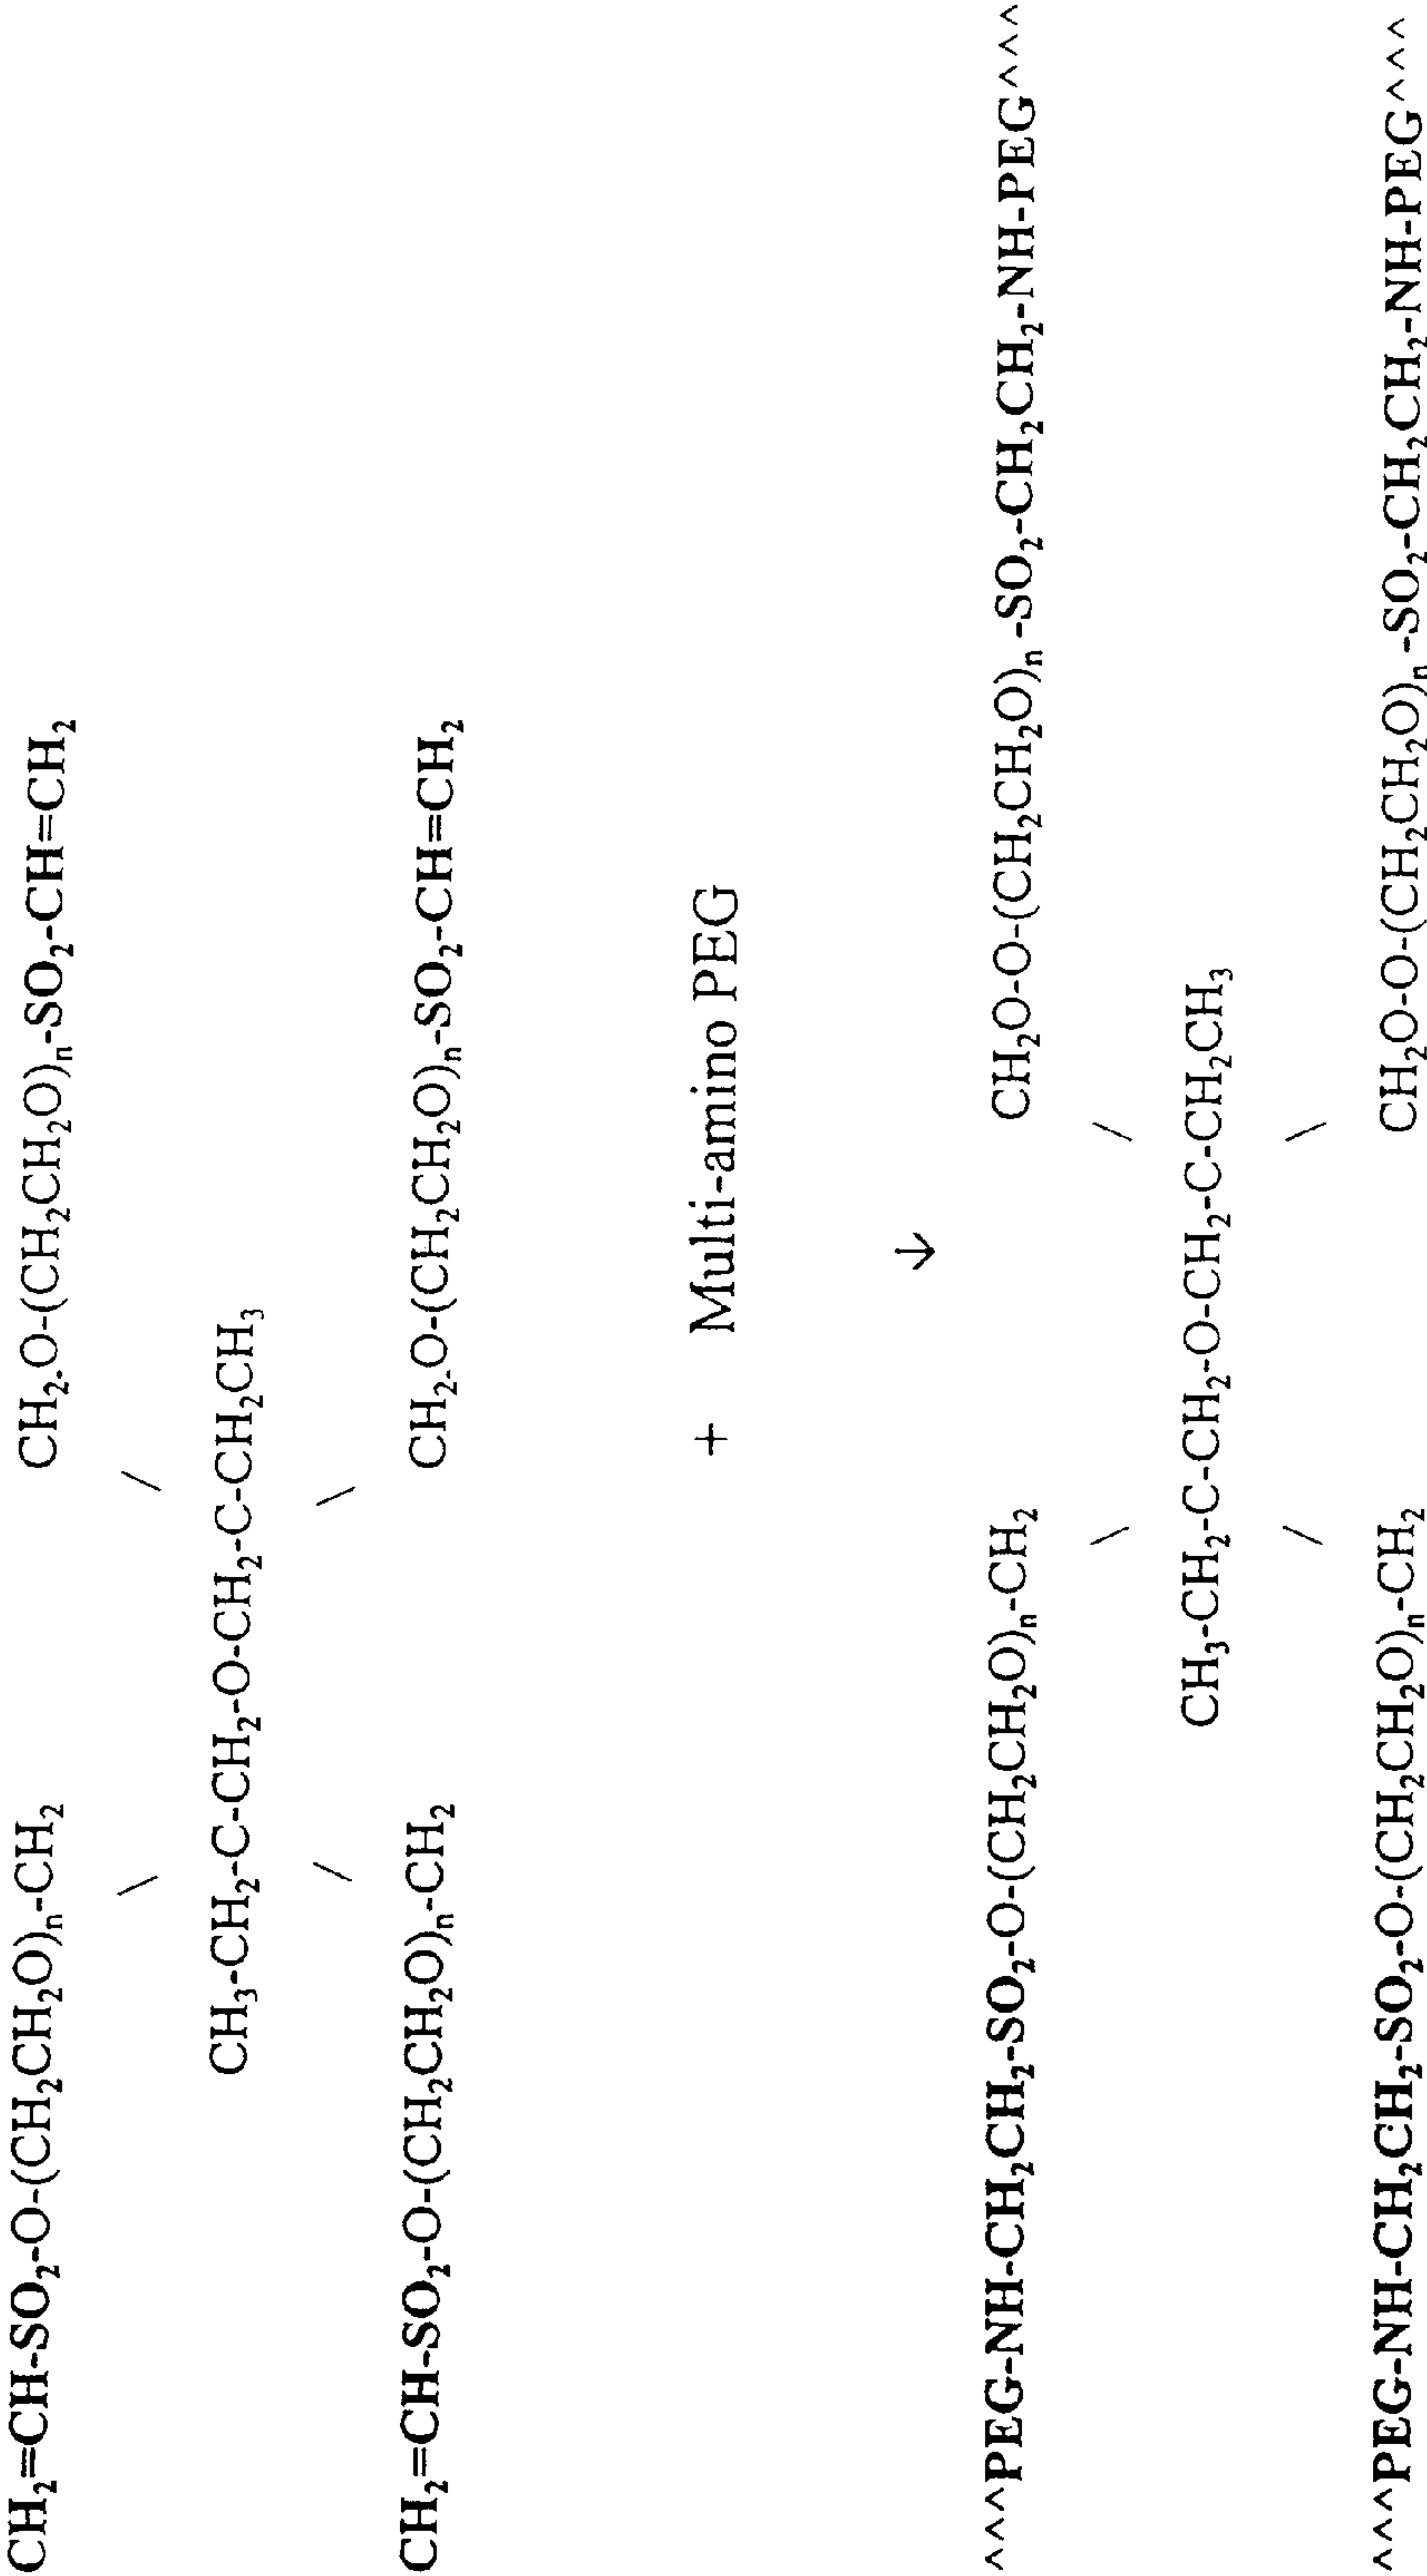 CH₂=CH-SO₂-O-(CH₂CH₂O)ₙ-CH₂ CH₂-O-(CH₂CH₂O)ₙ-SO₂-CH=CH₂
\ /
CH₃-CH₂-C-CH₂-O-CH₂-C-CH₂CH₃
/ \
CH₂=CH-SO₂-O-(CH₂CH₂O)ₙ-CH₂ CH₂-O-(CH₂CH₂O)ₙ-SO₂-CH=CH₂
+ Multi-amino PEG
↓
^^^PEG-NH-CH₂CH₂-SO₂-O-(CH₂CH₂O)ₙ-CH₂ CH₂O-O-(CH₂CH₂O)ₙ-SO₂-CH₂CH₂-NH-PEG^^^
\ /
CH₃-CH₂-C-CH₂-O-CH₂-C-CH₂CH₃
/ \
^^^PEG-NH-CH₂CH₂-SO₂-O-(CH₂CH₂O)ₙ-CH₂ CH₂O-O-(CH₂CH₂O)ₙ-SO₂-CH₂CH₂-NH-PEG^^^